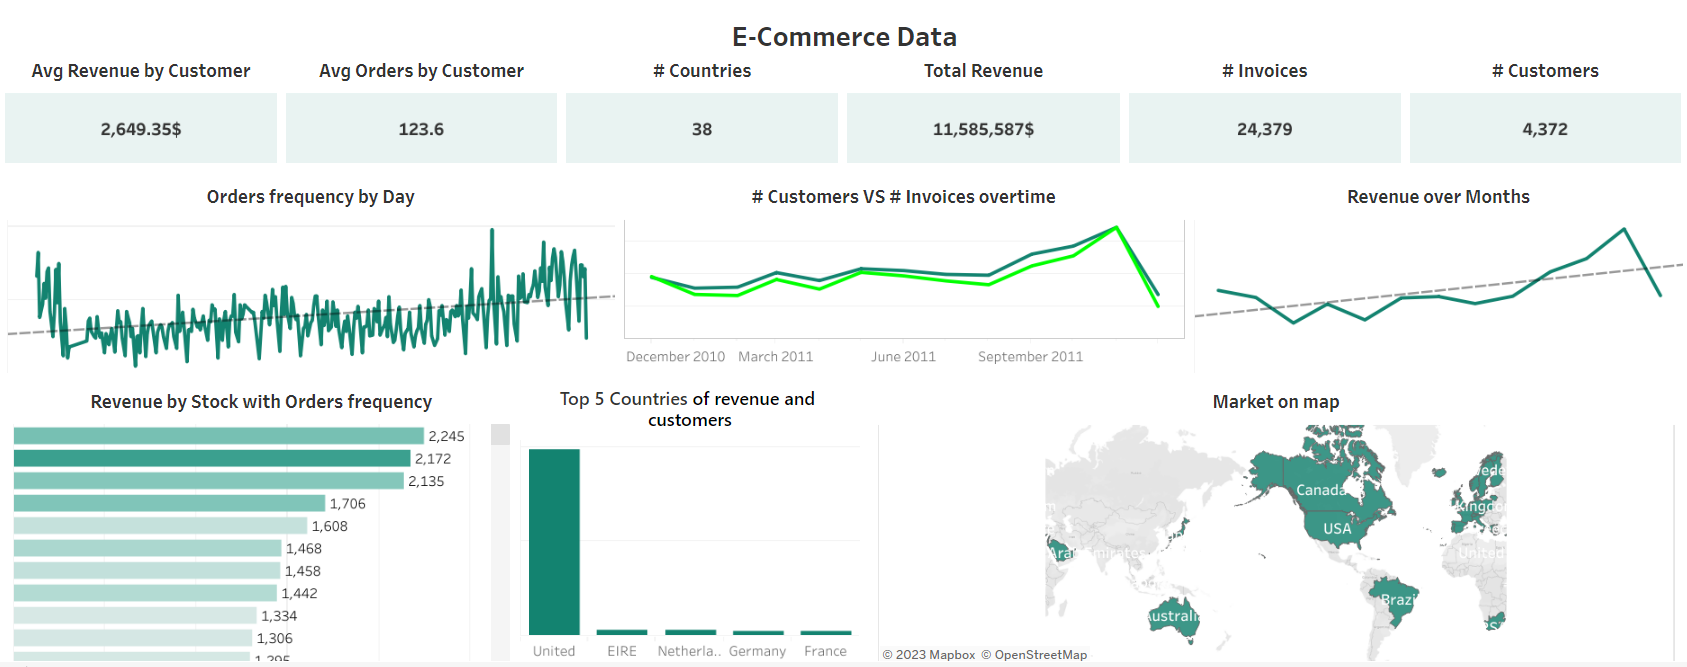 E-Commerce Data
Avg Revenue by Customer
Avg Orders by Customer
# Countries
Total Revenue
# Invoices
# Customers
2,649.35$
123.6
38
11,585,587$
24,379
4,372
Orders frequency by Day
# Customers VS # Invoices overtime
Revenue over Months
December 2010
March 2011
June 2011
September 2011
Revenue by Stock with Orders frequency
2,245
2,172
2,135
1,706
1,608
1,468
1,458
1,442
1,334
1,306
1,295
Top 5 Countries of revenue and
customers
United
EIRE
Netherla..
Germany
France
Market on map
Canada
USA
Brazi
Australi
Arab Emirates
United
Kingdo
vede
© 2023 Mapbox © OpenStreetMap